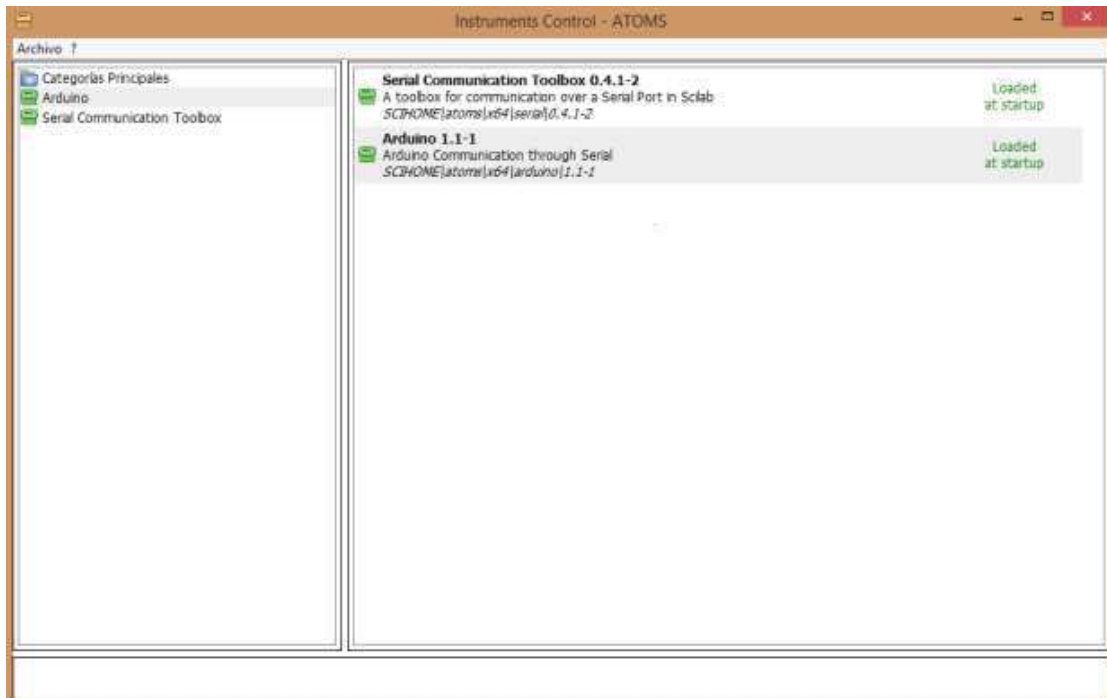 Instruments Control - ATOMS
Archivo ?
Categorías Principales
Arduino
Serial Communication Toolbox
Serial Communication Toolbox 0.4.1-2
A toolbox for communication over a Serial Port in Scilab
SCIHOME\atoms\x64\serial\0.4.1-2
Loaded
at startup
Arduino 1.1-1
Arduino Communication through Serial
SCIHOME\atoms\x64\arduino\1.1-1
Loaded
at startup